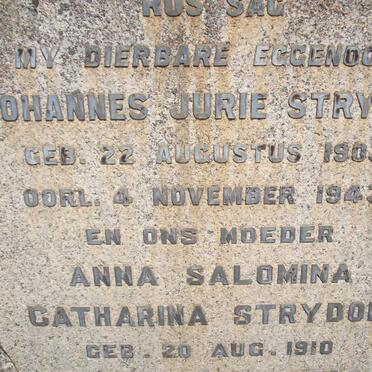 RUS SAG
MY DIERBARE EGGENOO
OHANNES JURIE STRY
GEB. 22 AUGUSTUS 190
OORL. 4 NOVEMBER 194
EN ONS MOEDER
ANNA SALOMINA
CATHARINA STRYDO
GEB. 20 AUG. 1910